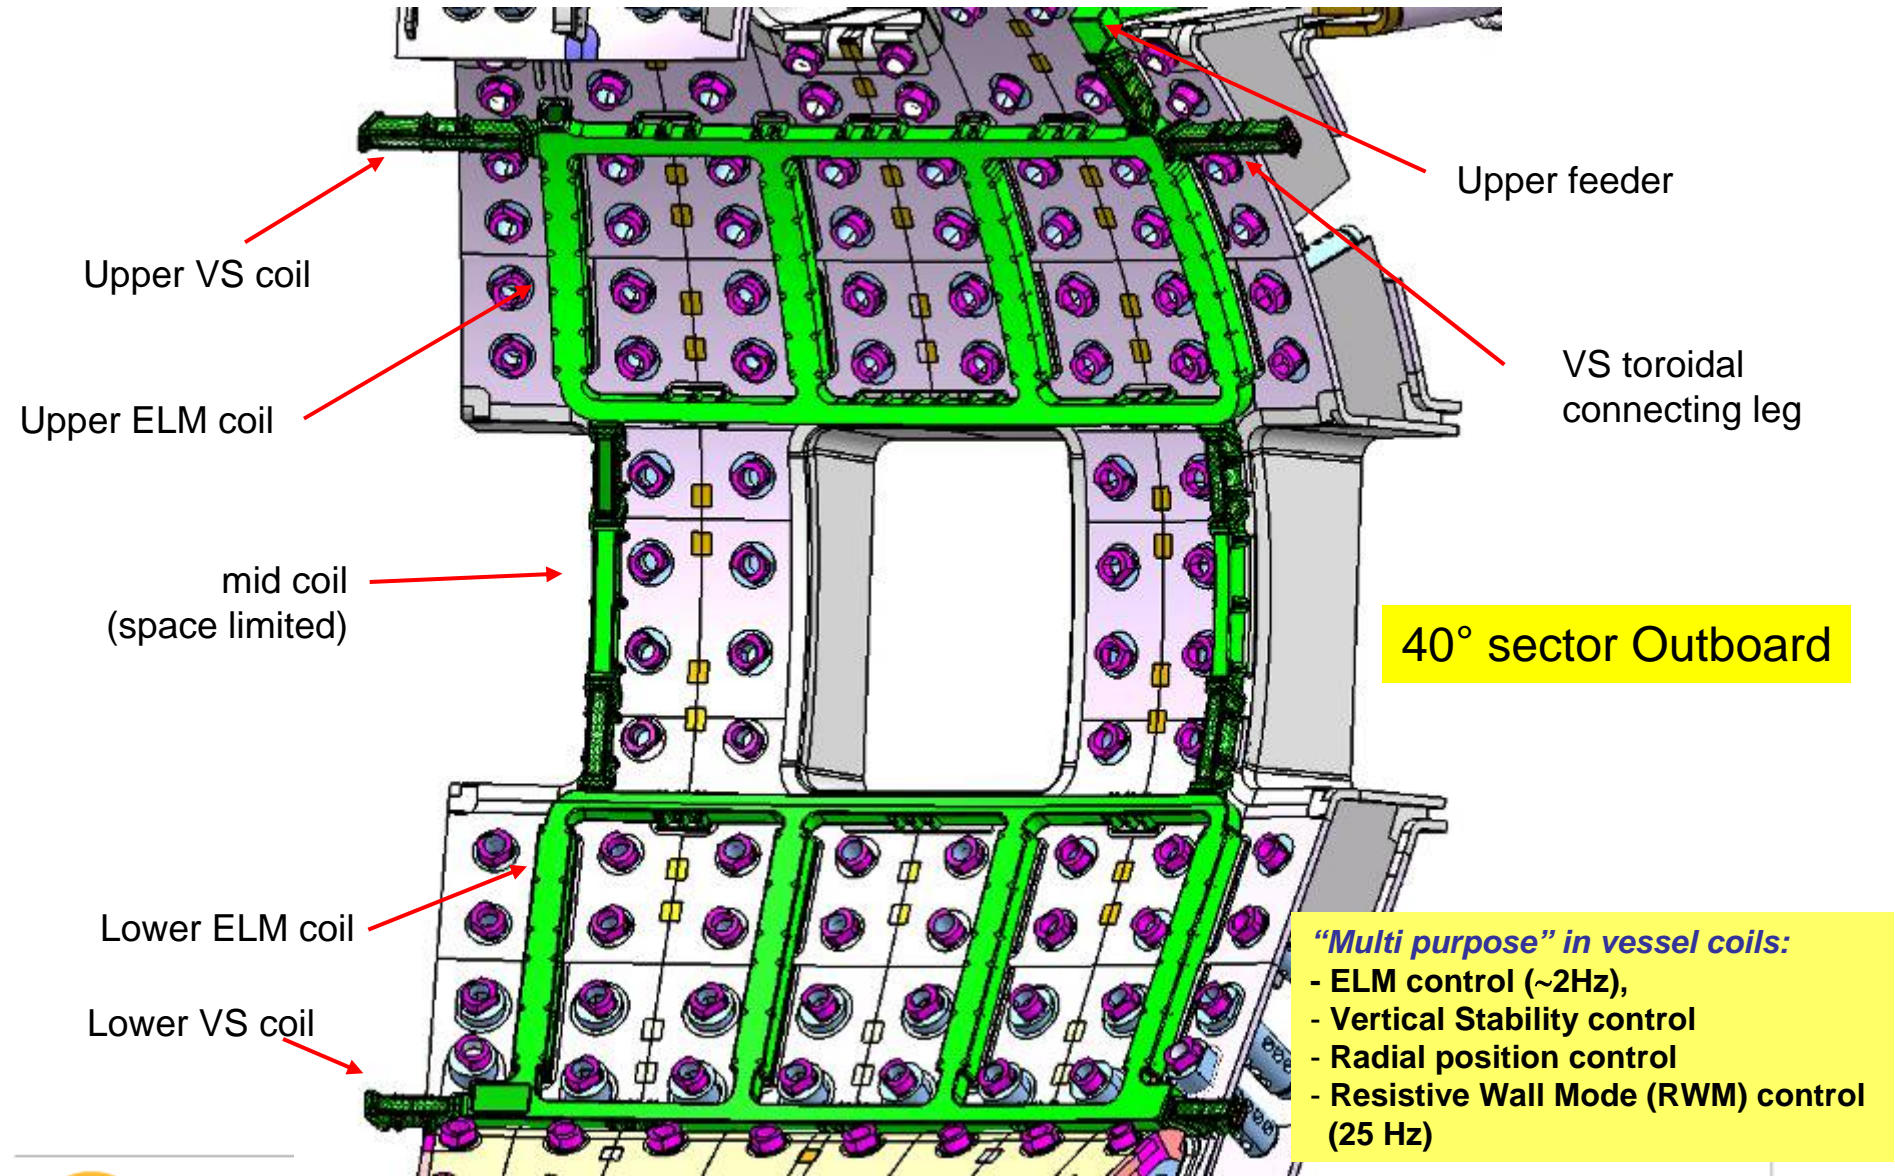 Upper feeder
Upper VS coil
VS toroidal
connecting leg
Upper ELM coil
mid coil
(space limited)
40° sector Outboard
Lower ELM coil
Lower VS coil
“Multi purpose” in vessel coils:
- ELM control (~2Hz),
- Vertical Stability control
- Radial position control
- Resistive Wall Mode (RWM) control
(25 Hz)